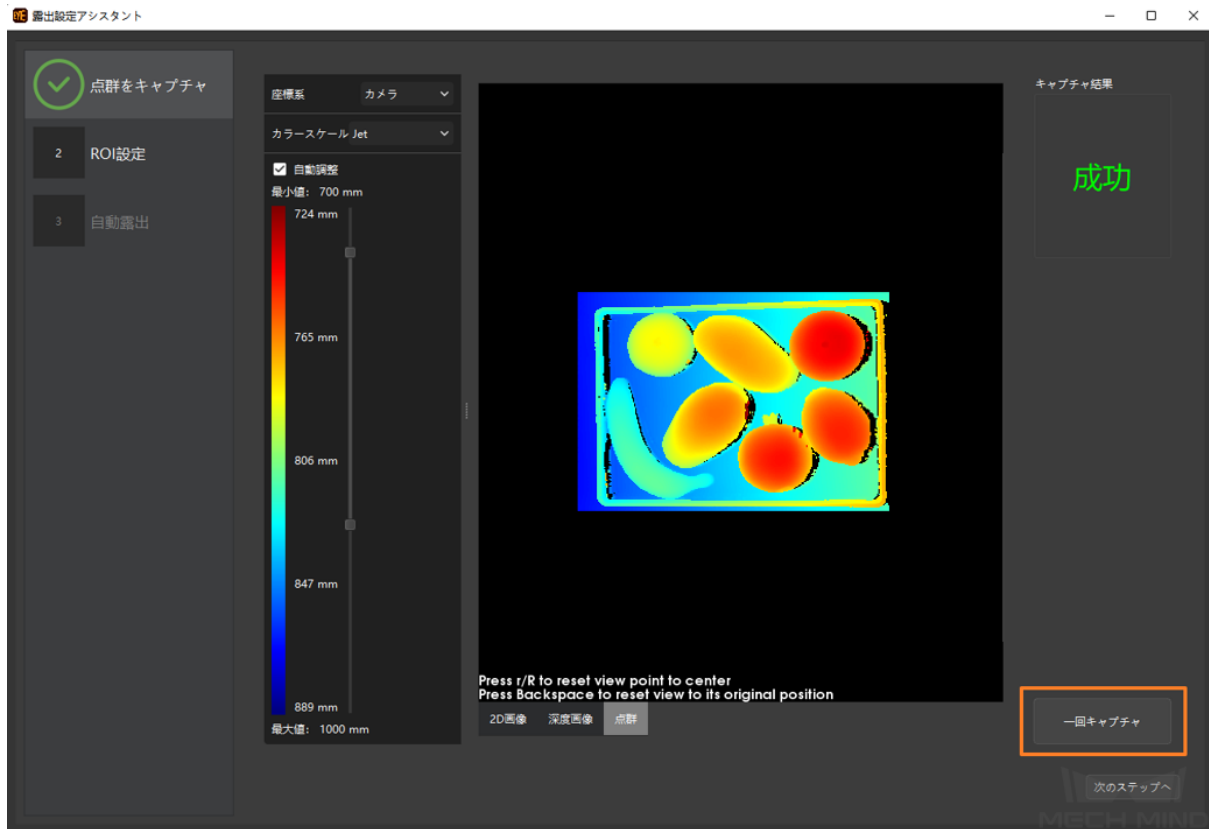 EYE 露出設定アシスタント
点群をキャプチャ
2 ROI設定
3 自動露出
座標系 カメラ
カラースケール Jet
自動調整
最小値: 700 mm
724 mm
765 mm
806 mm
847 mm
889 mm
最大値: 1000 mm
Press r/R to reset view point to center
Press Backspace to reset view to its original position
2D画像 深度画像 点群
キャプチャ結果
成功
一回キャプチャ
次のステップへ
MECH MIND